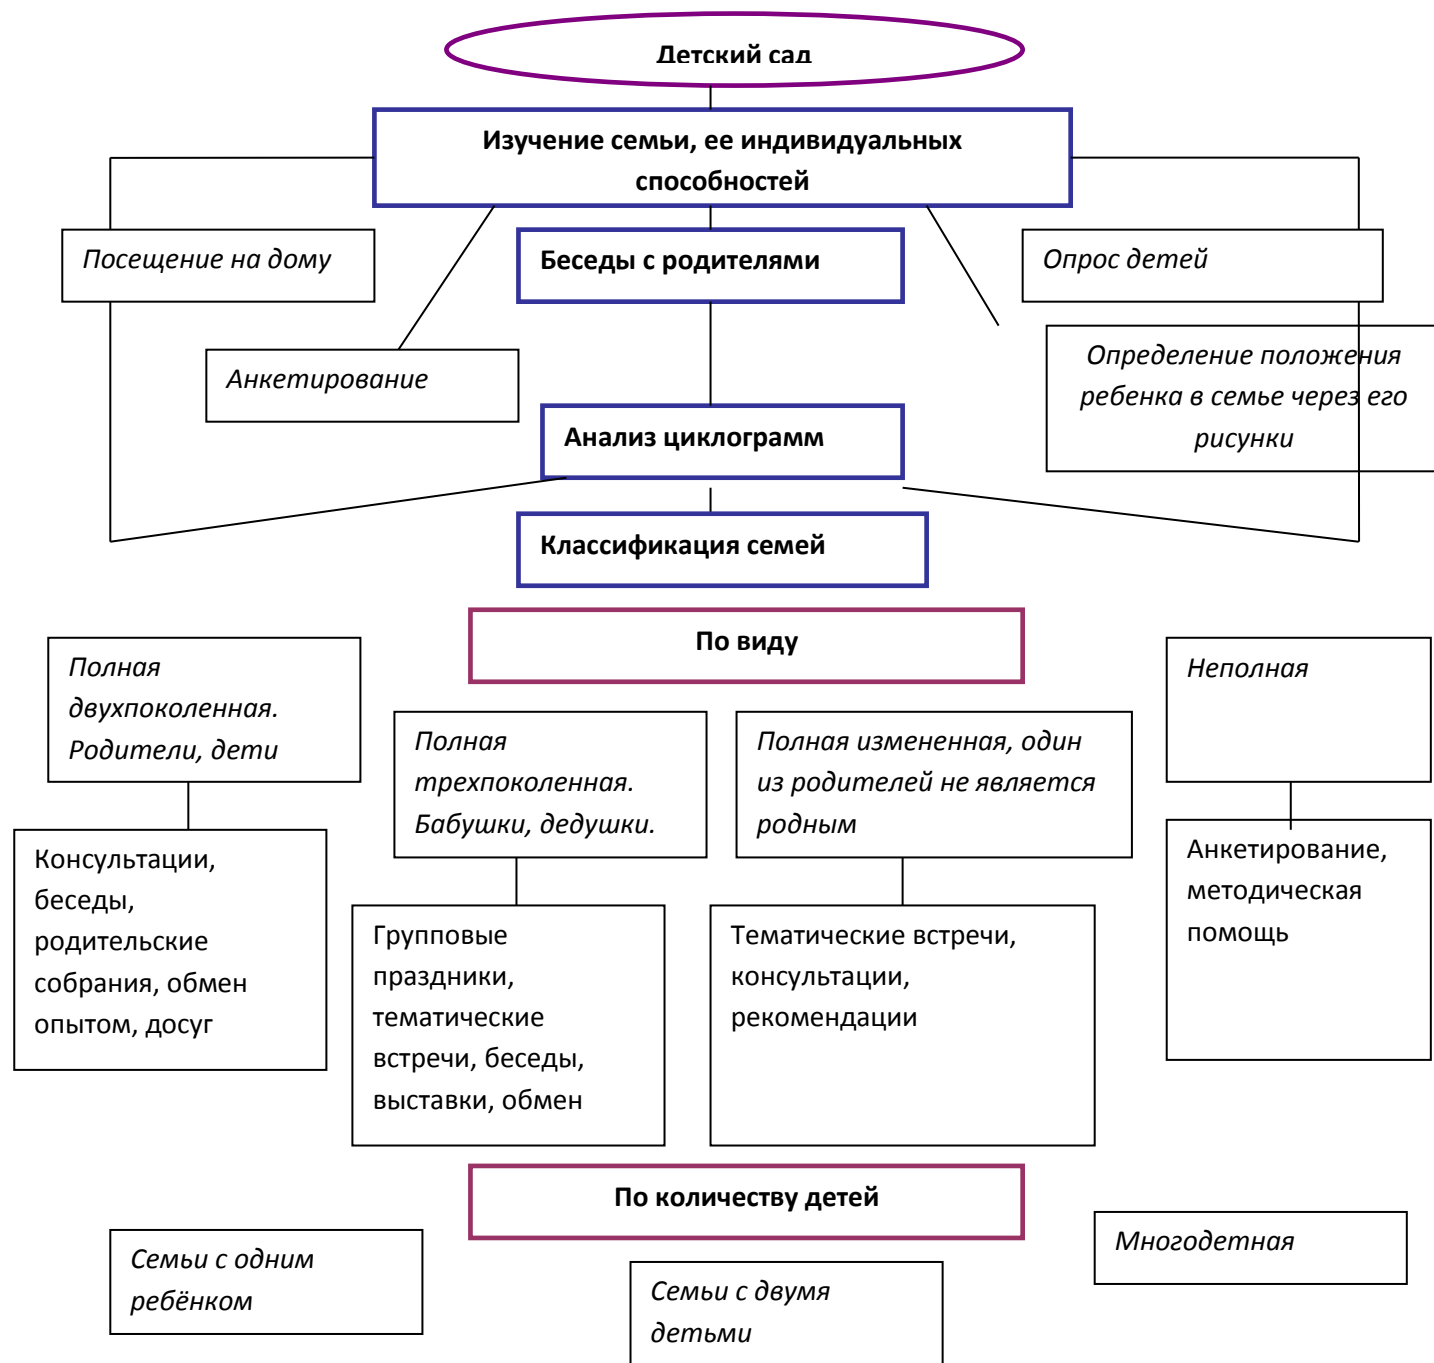 Детский сад
Изучение семьи, ее индивидуальных
способностей
Посещение на дому
Беседы с родителями
Опрос детей
Анкетирование
Определение положения
ребенка в семье через его
рисунки
Анализ циклограмм
Классификация семей
По виду
Полная
двухпоколенная.
Родители, дети
Полная
трехпоколенная.
Бабушки, дедушки.
Полная измененная, один
из родителей не является
родным
Неполная
Консультации,
беседы,
родительские
собрания, обмен
опытом, досуг
Групповые
праздники,
тематические
встречи, беседы,
выставки, обмен
Тематические встречи,
консультации,
рекомендации
Анкетирование,
методическая
помощь
По количеству детей
Семьи с одним
ребёнком
Семьи с двумя
детьми
Многодетная